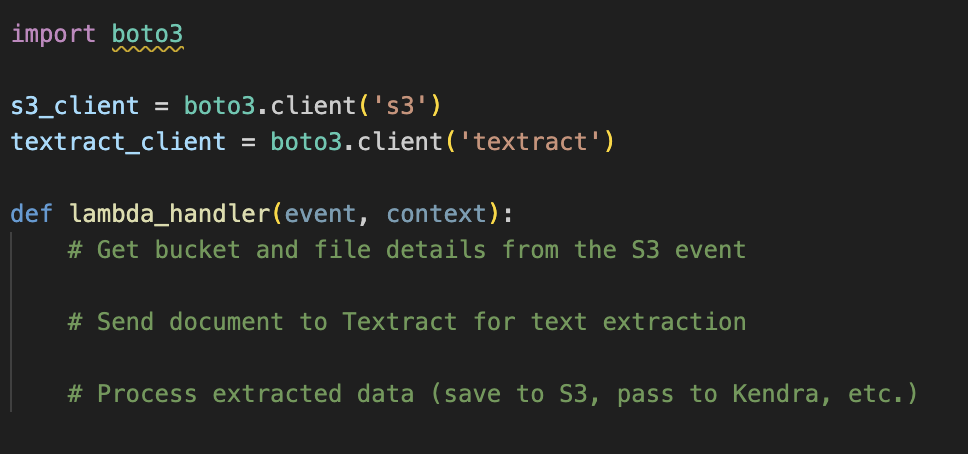 import boto3
s3_client = boto3.client('s3')
textract_client = boto3.client('textract')
def lambda_handler(event, context):
# Get bucket and file details from the S3 event
# Send document to Textract for text extraction
# Process extracted data (save to S3, pass to Kendra, etc.)